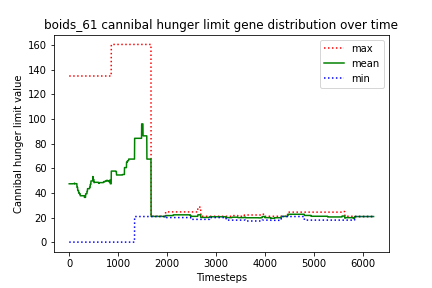 boids_61 cannibal hunger limit gene distribution over time
Cannibal hunger limit value
160
140
120
100
80
60
40
20
0
max
mean
min
0 1000 2000 3000 4000 5000 6000
Timesteps